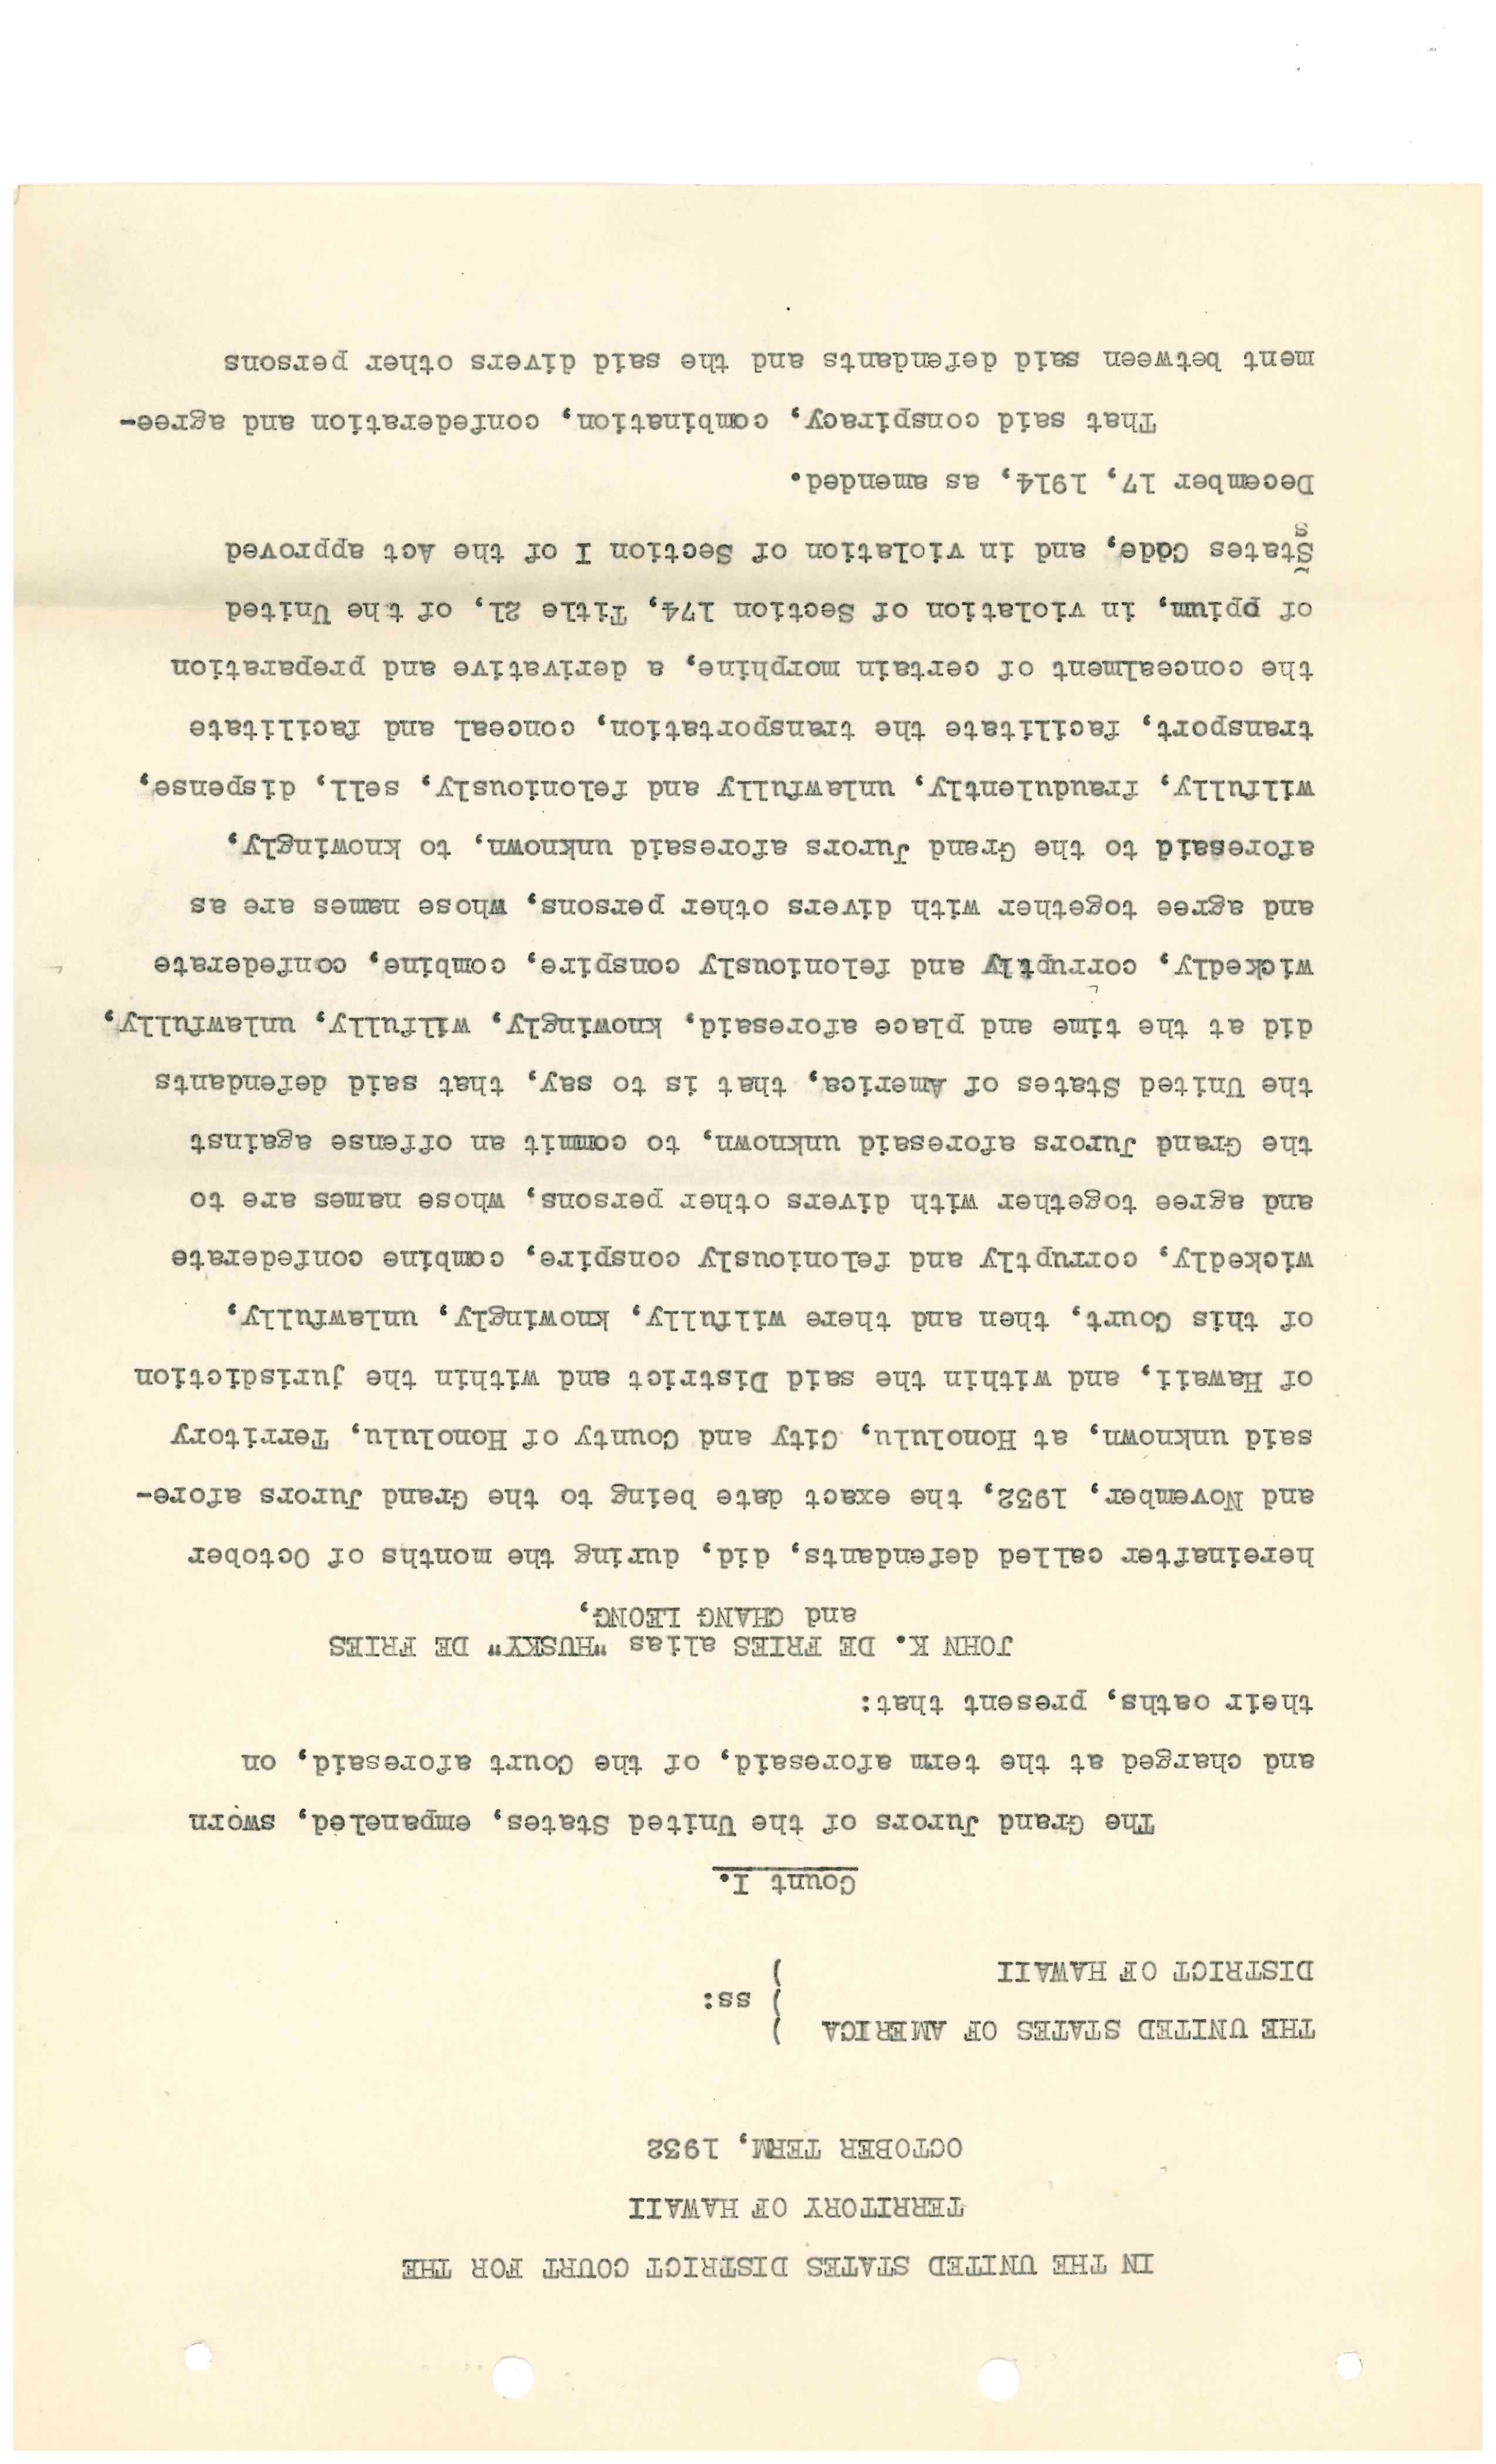 IN THE UNITED STATES DISTRICT COURT FOR THE
TERRITORY OF HAWAII
OCTOBER TERM, 1932
THE UNITED STATES OF AMERICA )
) ss:
DISTRICT OF HAWAII )
Count I.
The Grand Jurors of the United States, empaneled, sworn
and charged at the term aforesaid, of the Court aforesaid, on
their oaths, present that:
JOHN K. DE FRIES alias "HUSKY" DE FRIES
and CHANG LEONG,
hereinafter called defendants, did, during the months of October
and November, 1932, the exact date being to the Grand Jurors afore-
said unknown, at Honolulu, City and County of Honolulu, Territory
of Hawaii, and within the said District and within the jurisdiction
of this Court, then and there wilfully, knowingly, unlawfully,
wickedly, corruptly and feloniously conspire, combine confederate
and agree together with divers other persons, whose names are to
the Grand Jurors aforesaid unknown, to commit an offense against
the United States of America, that is to say, that said defendants
did at the time and place aforesaid, knowingly, wilfully, unlawfully,
wickedly, corruptly and feloniously conspire, combine, confederate
and agree together with divers other persons, whose names are as
aforesaid to the Grand Jurors aforesaid unknown, to knowingly,
wilfully, fraudulently, unlawfully and feloniously, sell, dispense,
transport, facilitate the transportation, conceal and facilitate
the concealment of certain morphine, a derivative and preparation
of ppium, in violation of Section 174, Title 21, of the United
States Cdde, and in violation of Section I of the Act approved
s
December 17, 1914, as amended.
That said conspiracy, combination, confederation and agree-
ment between said defendants and the said divers other persons